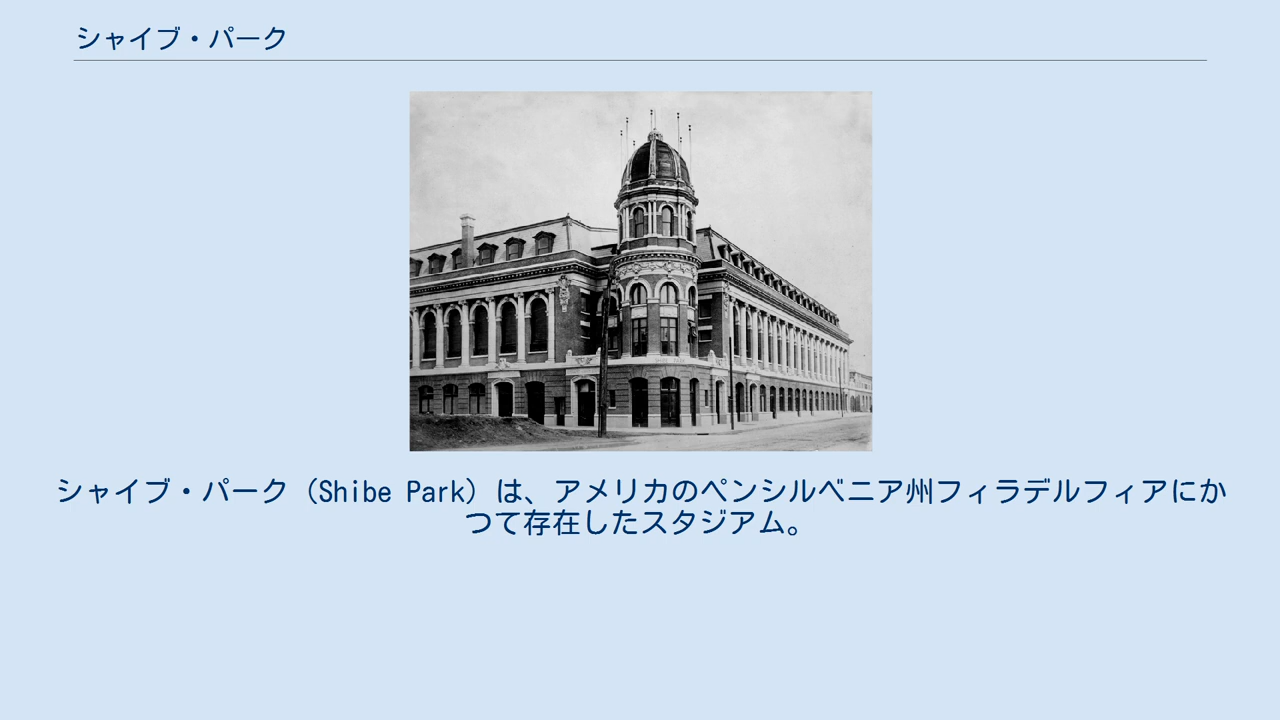 シャイブ・パーク
シャイブ・パーク（Shibe Park）は、アメリカのペンシルベニア州フィラデルフィアにか
つて存在したスタジアム。